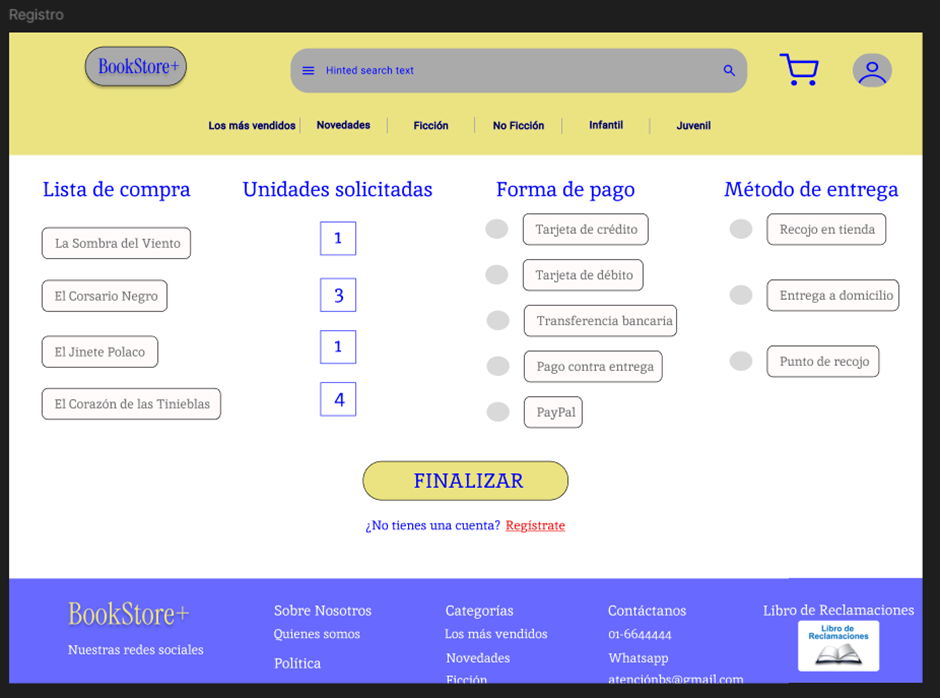 Registro
BookStore+
Hinted search text
Los más vendidos
Novedades
Ficción
No Ficción
Infantil
Juvenil
Lista de compra
La Sombra del Viento
El Corsario Negro
El Jinete Polaco
El Corazón de las Tinieblas
Unidades solicitadas
1
3
1
4
Forma de pago
Tarjeta de crédito
Tarjeta de débito
Transferencia bancaria
Pago contra entrega
PayPal
Método de entrega
Recojo en tienda
Entrega a domicilio
Punto de recojo
FINALIZAR
¿No tienes una cuenta? Regístrate
BookStore+
Nuestras redes sociales
Sobre Nosotros
Quienes somos
Política
Categorías
Los más vendidos
Novedades
Ficción
Contáctanos
01-6644444
Whatsapp
atenciónbs@gmail.com
Libro de Reclamaciones
Libro de
Reclamaciones